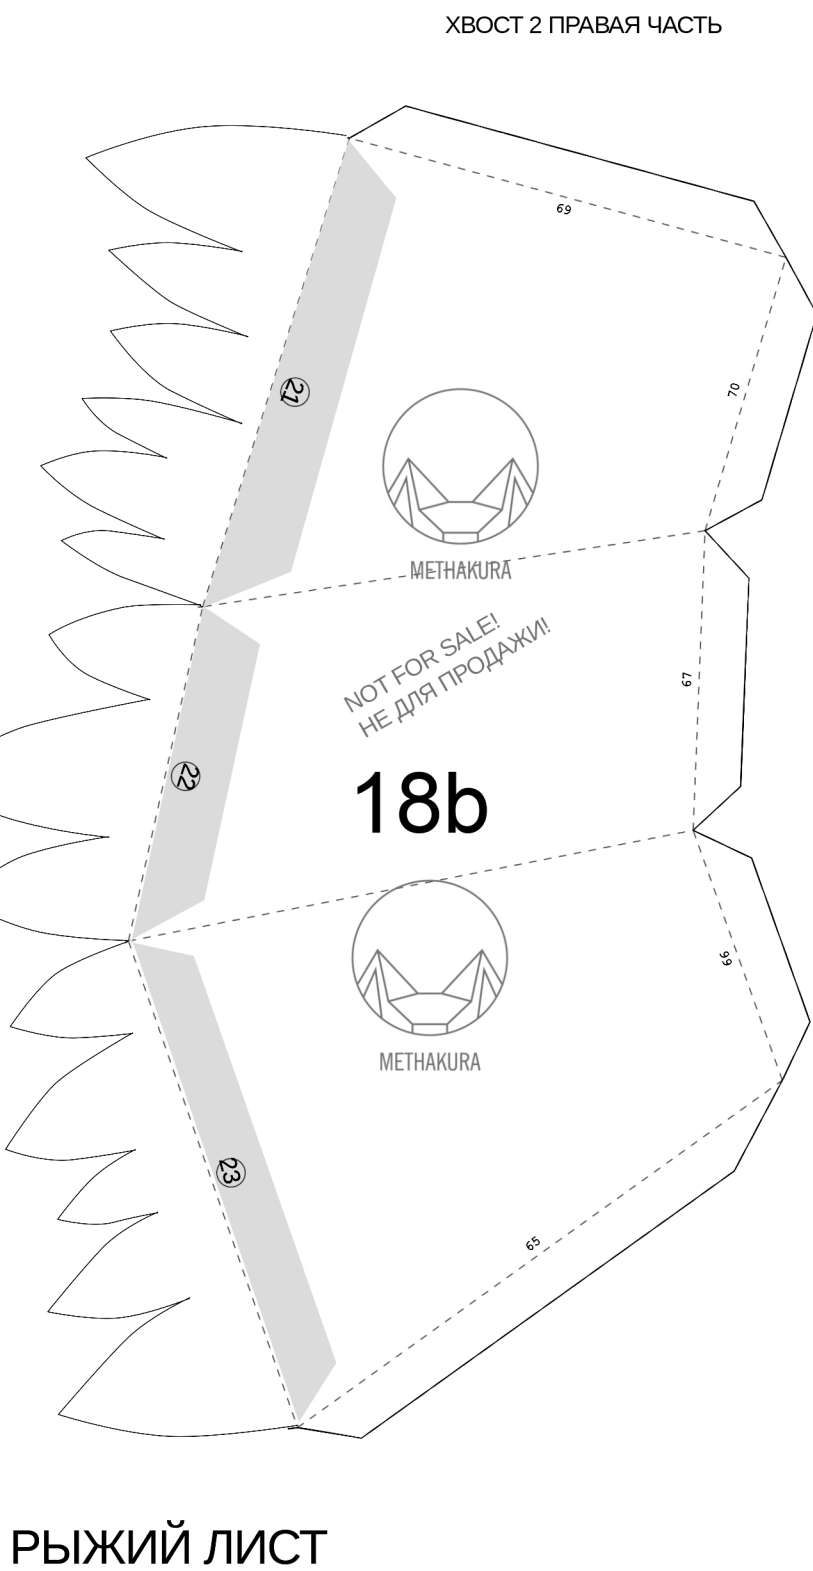 ХВОСТ 2 ПРАВАЯ ЧАСТЬ
69
70
21
METHAKURA
NOT FOR SALE!
НЕ ДЛЯ ПРОДАЖИ!
67
22
18b
66
METHAKURA
23
65
РЫЖИЙ ЛИСТ